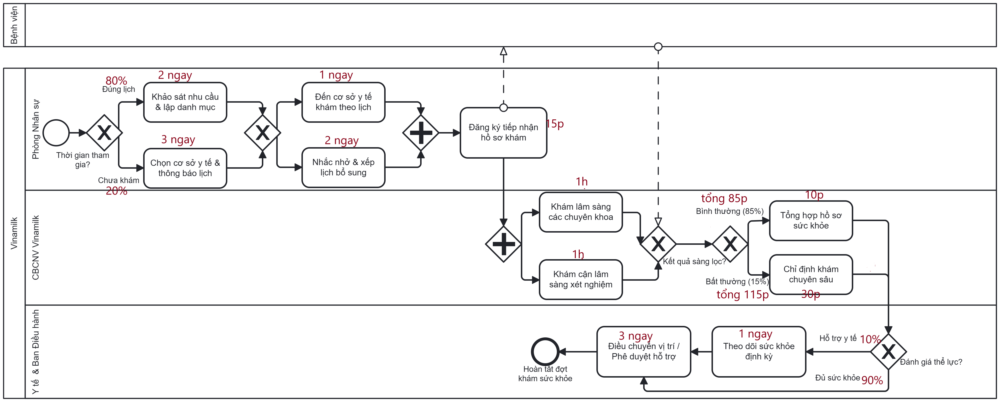 Bệnh viện
Vinamilk
Phòng Nhân sự
80%
Đúng lịch
2 ngay
Khảo sát nhu cầu
& lập danh mục
1 ngay
Đến cơ sở y tế
khám theo lịch
Thời gian tham
gia?
3 ngay
Chọn cơ sở y tế &
thông báo lịch
Chưa khám
20%
2 ngay
Nhắc nhở & xếp
lịch bổ sung
Đăng ký tiếp nhận
hồ sơ khám
15p
CBCNV Vinamilk
1h
Khám lâm sàng
các chuyên khoa
1h
Khám cận lâm
sàng xét nghiệm
Kết quả sàng lọc?
tổng 85p
Bình thường (85%)
10p
Tổng hợp hồ sơ
sức khỏe
Bất thường (15%)
tổng 115p
Chỉ định khám
chuyên sâu
30p
Y tế & Ban Điều hành
Hoàn tất đợt
khám sức khỏe
3 ngay
Điều chuyển vị trí /
Phê duyệt hỗ trợ
1 ngay
Theo dõi sức khỏe
định kỳ
Hỗ trợ y tế
10%
Đánh giá thể lực?
Đủ sức khỏe
90%